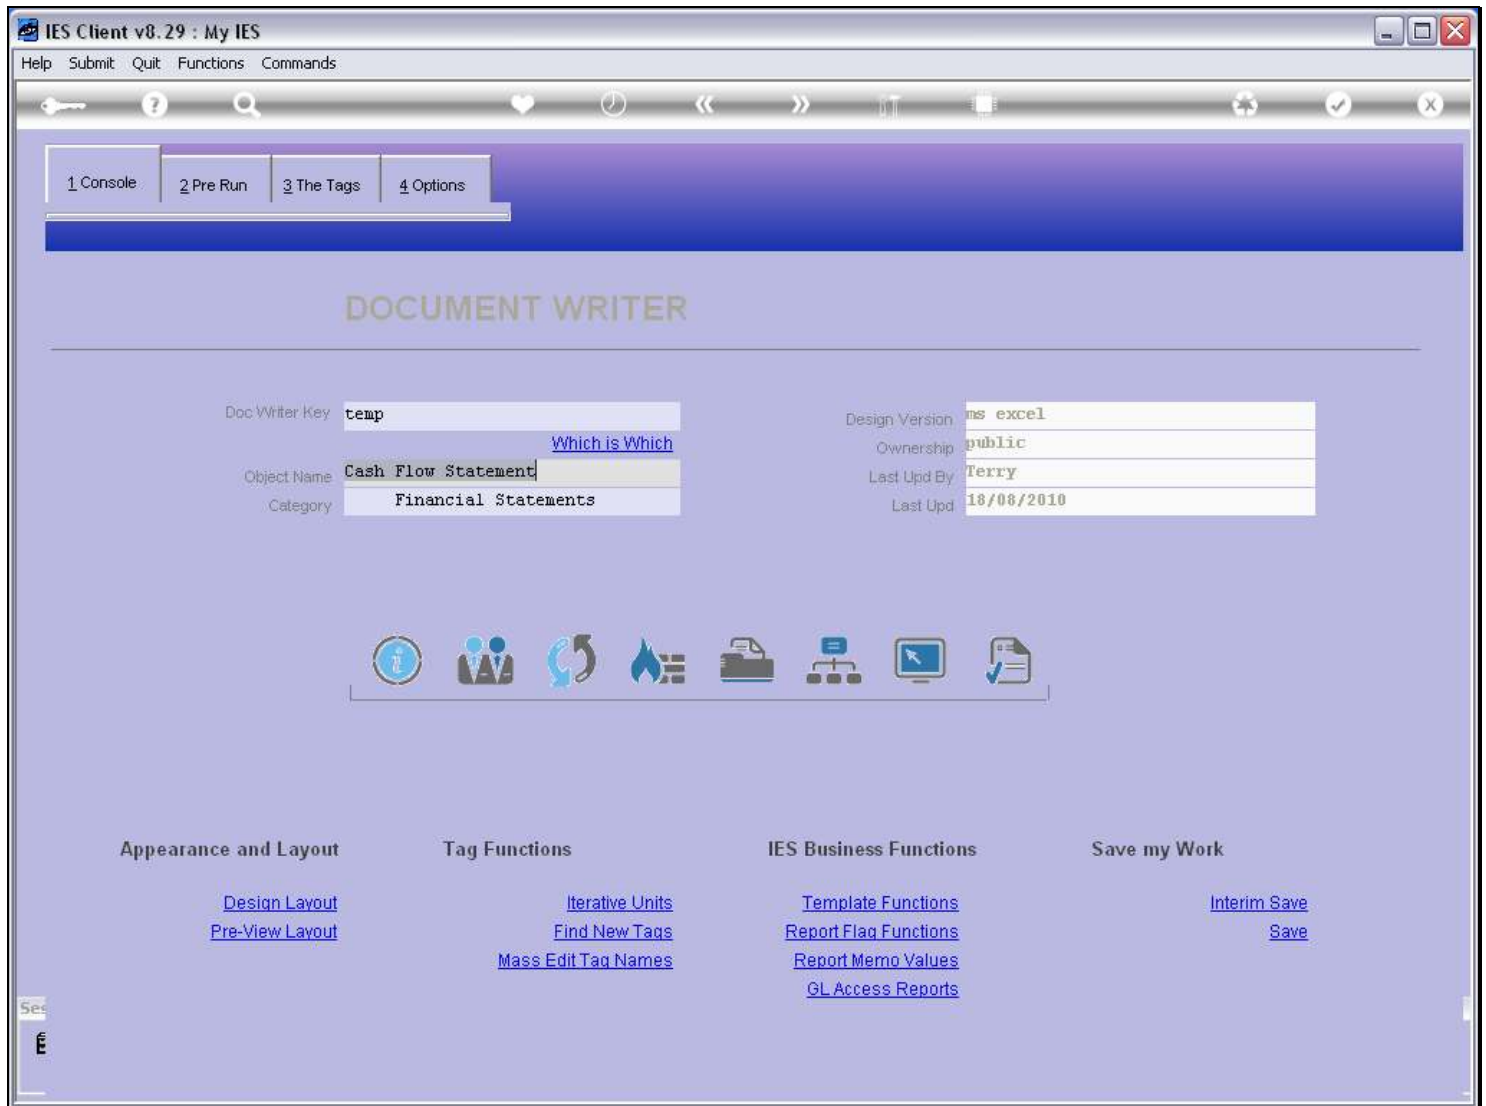 IES Client v8.29 : My IES
Help Submit Quit Functions Commands
1 Console 2 Pre Run 3 The Tags 4 Options
DOCUMENT WRITER
Doc Writer Key temp
Which is Which
Object Name Cash Flow Statement
Category Financial Statements
Design Version ms excel
Ownership public
Last Upd By Terry
Last Upd 18/08/2010
Appearance and Layout
Design Layout
Pre-View Layout
Tag Functions
Iterative Units
Find New Tags
Mass Edit Tag Names
IES Business Functions
Template Functions
Report Flag Functions
Report Memo Values
GL Access Reports
Save my Work
Interim Save
Save